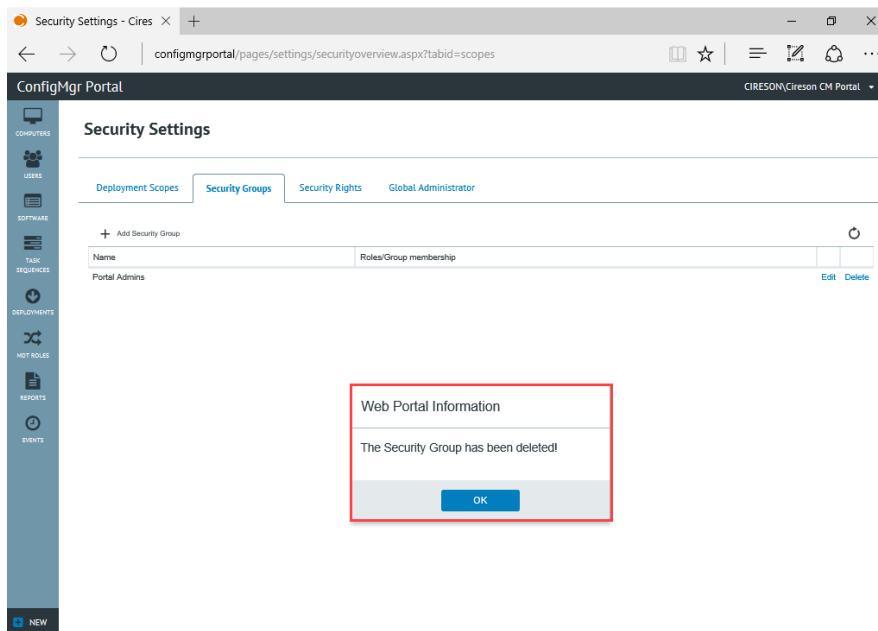 Security Settings - Cires
configmgrportal/pages/settings/securityoverview.aspx?tabid=scopes
ConfigMgr Portal
CIRESON\Cireson CM Portal
COMPUTERS
USERS
SOFTWARE
TASK
SEQUENCES
DEPLOYMENTS
MDT ROLES
REPORTS
EVENTS
NEW
Security Settings
Deployment Scopes Security Groups Security Rights Global Administrator
Add Security Group
Name Roles/Group membership
Portal Admins Edit Delete
Web Portal Information
The Security Group has been deleted!
OK